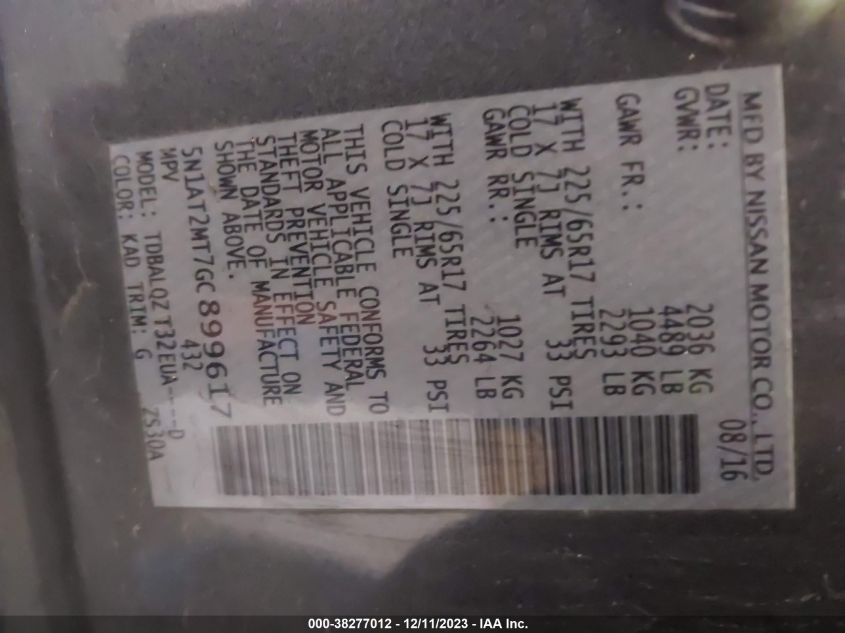 MFD BY NISSAN MOTOR CO., LTD.
DATE: 08/16
GVWR: 2036 KG
4489 LB
GAWR FR.: 1040 KG
2293 LB
WITH 225/65R17 TIRES
17 X 7J RIMS AT 33 PSI
COLD SINGLE
GAWR RR.: 1027 KG
2264 LB
WITH 225/65R17 TIRES
17 X 7J RIMS AT 33 PSI
COLD SINGLE
THIS VEHICLE CONFORMS TO
ALL APPLICABLE FEDERAL
MOTOR VEHICLE SAFETY AND
THEFT PREVENTION
STANDARDS IN EFFECT ON
THE DATE OF MANUFACTURE
SHOWN ABOVE.
5N1AT2MT7GC899617
MPV 432
MODEL: TDBALQZ T32EUA----D
COLOR: KAD TRIM: G ZS30A
000-38277012 - 12/11/2023 - IAA Inc.